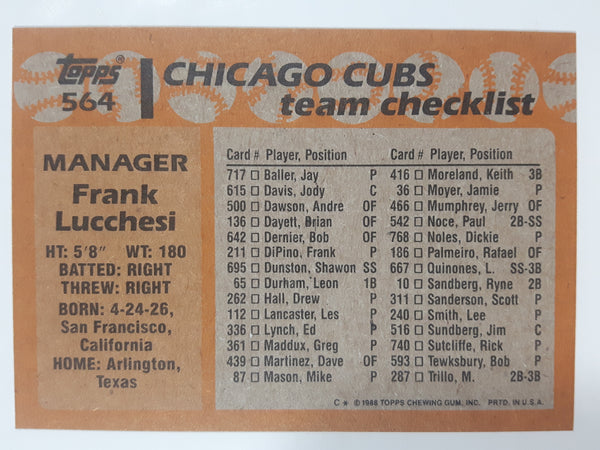 Topps®
564
CHICAGO CUBS
team checklist
MANAGER
Frank
Lucchesi
HT: 5'8" WT: 180
BATTED: RIGHT
THREW: RIGHT
BORN: 4-24-26,
San Francisco,
California
HOME: Arlington,
Texas
Card # Player, Position
717 □ Baller, Jay P
615 □ Davis, Jody C
500 □ Dawson, Andre OF
136 □ Dayett, Brian OF
642 □ Dernier, Bob OF
211 □ DiPino, Frank P
695 □ Dunston, Shawon SS
65 □ Durham, Leon 1B
262 □ Hall, Drew P
112 □ Lancaster, Les P
336 □ Lynch, Ed P
361 □ Maddux, Greg P
439 □ Martinez, Dave OF
87 □ Mason, Mike P
Card # Player, Position
416 □ Moreland, Keith 3B
36 □ Moyer, Jamie P
466 □ Mumphrey, Jerry OF
542 □ Noce, Paul 2B-SS
768 □ Noles, Dickie P
186 □ Palmeiro, Rafael OF
667 □ Quinones, L. SS-3B
10 □ Sandberg, Ryne 2B
311 □ Sanderson, Scott P
240 □ Smith, Lee P
516 □ Sundberg, Jim C
740 □ Sutcliffe, Rick P
593 □ Tewksbury, Bob P
287 □ Trillo, M. 2B-3B
C * © 1988 TOPPS CHEWING GUM, INC. PRTD. IN U.S.A.